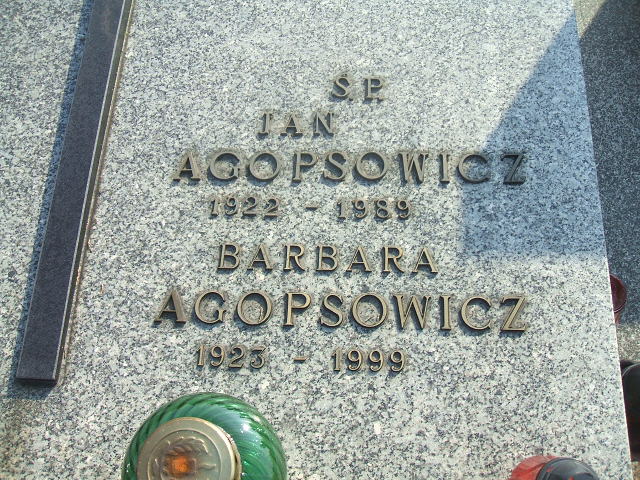 Ś.P.
JAN
AGOPSOWICZ
1922 - 1989
BARBARA
AGOPSOWICZ
1923 - 1999